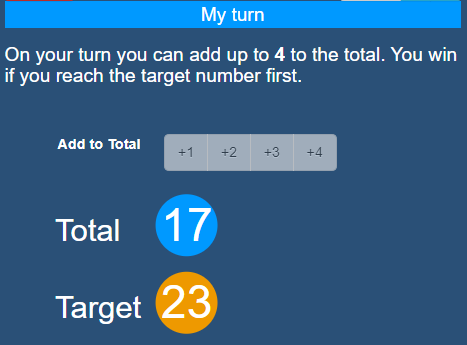 My turn
On your turn you can add up to 4 to the total. You win
if you reach the target number first.
Add to Total +1 +2 +3 +4
Total 17
Target 23